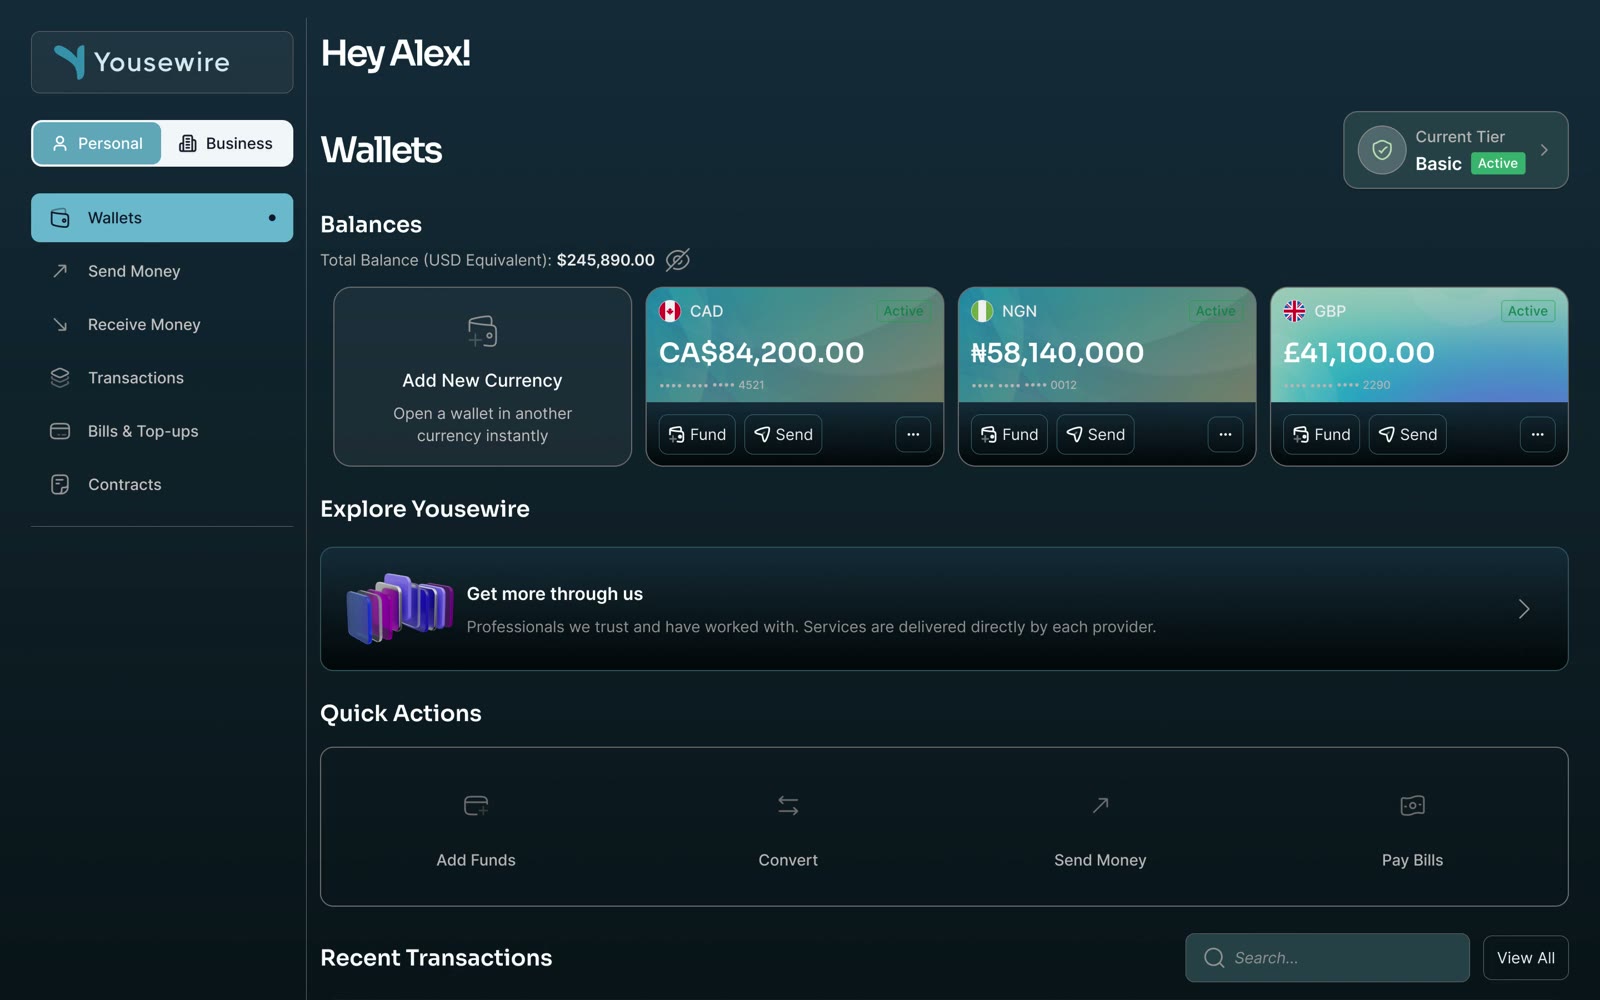 Yousewire
Personal
Business
Wallets
Send Money
Receive Money
Transactions
Bills & Top-ups
Contracts
Hey Alex!
Wallets
Current Tier
Basic
Active
Balances
Total Balance (USD Equivalent): $245,890.00
Add New Currency
Open a wallet in another
currency instantly
CAD
Active
CA$84,200.00
•••• •••• •••• 4521
Fund
Send
NGN
Active
₦58,140,000
•••• •••• •••• 0012
Fund
Send
GBP
Active
£41,100.00
•••• •••• •••• 2290
Fund
Send
Explore Yousewire
Get more through us
Professionals we trust and have worked with. Services are delivered directly by each provider.
Quick Actions
Add Funds
Convert
Send Money
Pay Bills
Recent Transactions
Search...
View All